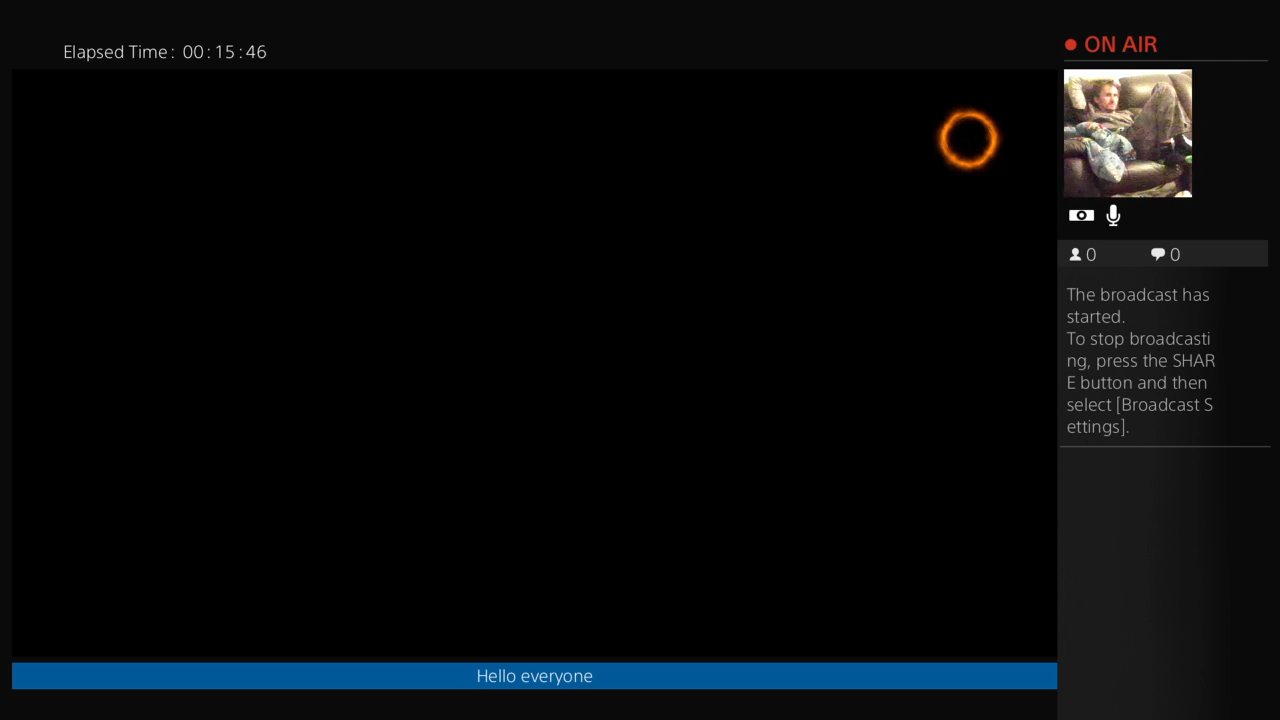 Elapsed Time: 00:15:46
ON AIR
0 0
The broadcast has
started.
To stop broadcasti
ng, press the SHAR
E button and then
select [Broadcast S
ettings].
Hello everyone